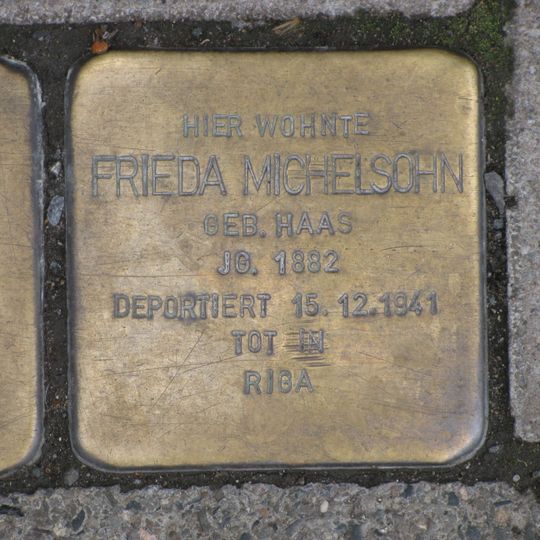 HIER WOHNTE
FRIEDA MICHELSOHN
GEB. HAAS
JG. 1882
DEPORTIERT 15.12.1941
TOT IN
RIGA